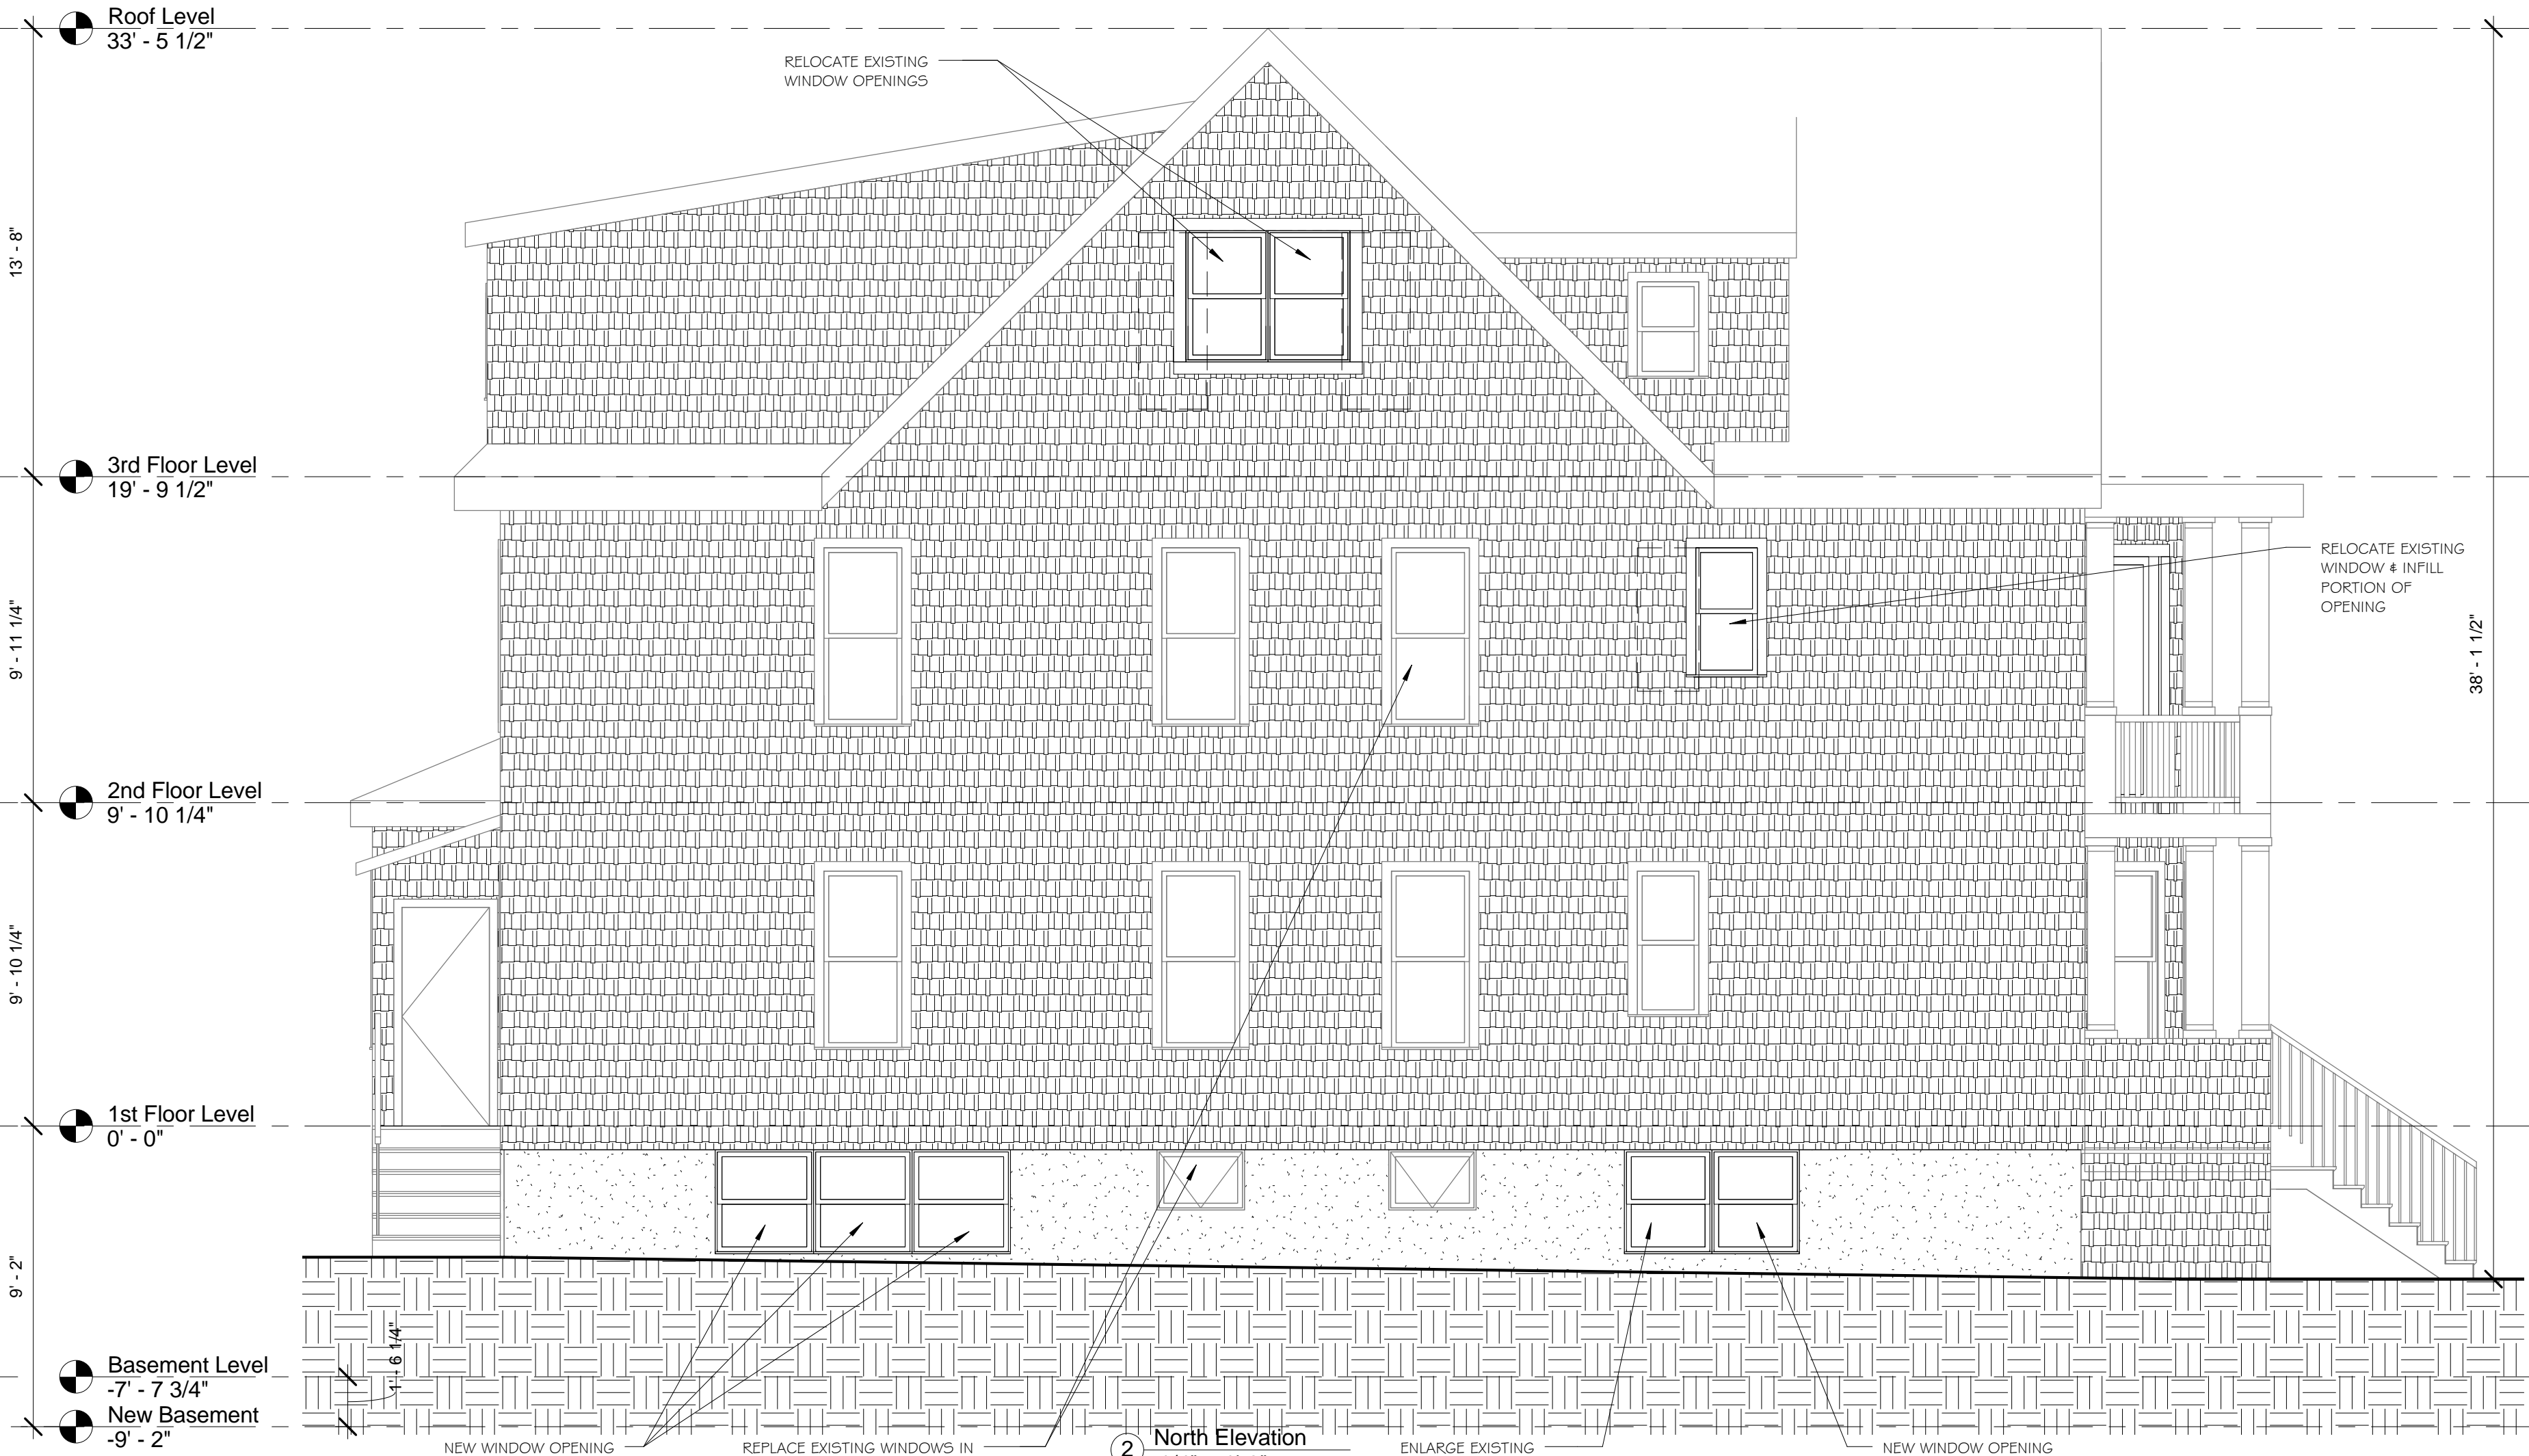 Roof Level
33' - 5 1/2"
RELOCATE EXISTING
WINDOW OPENINGS
13' - 8"
3rd Floor Level
19' - 9 1/2"
RELOCATE EXISTING
WINDOW & INFILL
PORTION OF
OPENING
9' - 11 1/4"
38' - 1 1/2"
2nd Floor Level
9' - 10 1/4"
9' - 10 1/4"
1st Floor Level
0' - 0"
9' - 2"
1' - 6 1/4"
Basement Level
-7' - 7 3/4"
New Basement
-9' - 2"
NEW WINDOW OPENING
REPLACE EXISTING WINDOWS IN
2
North Elevation
ENLARGE EXISTING
NEW WINDOW OPENING